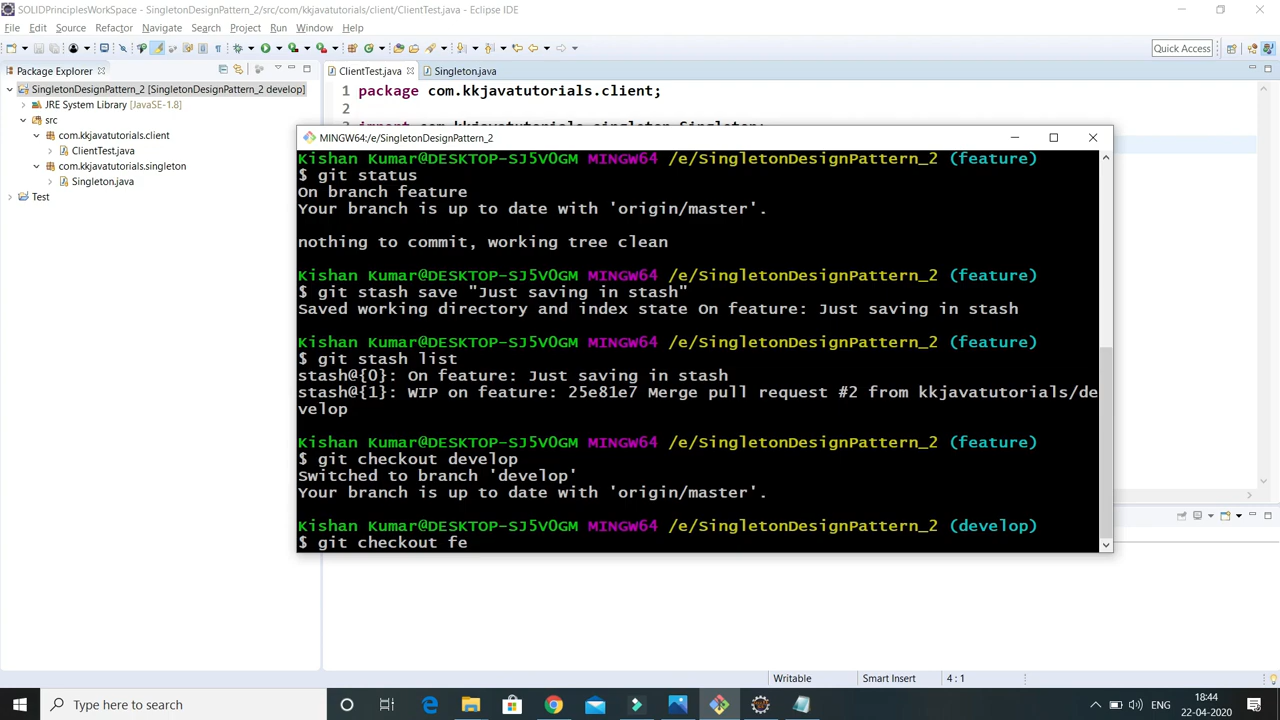 SOLIDPrinciplesWorkSpace - SingletonDesignPattern_2/src/com/kkjavatutorials/client/ClientTest.java - Eclipse IDE
File Edit Source Refactor Navigate Search Project Run Window Help
Quick Access
Package Explorer
ClientTest.java
Singleton.java
SingletonDesignPattern_2 [SingletonDesignPattern_2 develop]
JRE System Library [JavaSE-1.8]
src
com.kkjavatutorials.client
ClientTest.java
com.kkjavatutorials.singleton
Singleton.java
Test
1 package com.kkjavatutorials.client;
2
3 import com.kkjavatutorials.singleton.Singleton;
MINGW64:/e/SingletonDesignPattern_2
Kishan Kumar@DESKTOP-SJ5V0GM MINGW64 /e/SingletonDesignPattern_2 (feature)
$ git status
On branch feature
Your branch is up to date with 'origin/master'.
nothing to commit, working tree clean
Kishan Kumar@DESKTOP-SJ5V0GM MINGW64 /e/SingletonDesignPattern_2 (feature)
$ git stash save "Just saving in stash"
Saved working directory and index state On feature: Just saving in stash
Kishan Kumar@DESKTOP-SJ5V0GM MINGW64 /e/SingletonDesignPattern_2 (feature)
$ git stash list
stash@{0}: On feature: Just saving in stash
stash@{1}: WIP on feature: 25e81e7 Merge pull request #2 from kkjavatutorials/de
velop
Kishan Kumar@DESKTOP-SJ5V0GM MINGW64 /e/SingletonDesignPattern_2 (feature)
$ git checkout develop
Switched to branch 'develop'
Your branch is up to date with 'origin/master'.
Kishan Kumar@DESKTOP-SJ5V0GM MINGW64 /e/SingletonDesignPattern_2 (develop)
$ git checkout fe
Writable Smart Insert 4 : 1
Type here to search
ENG
18:44
22-04-2020